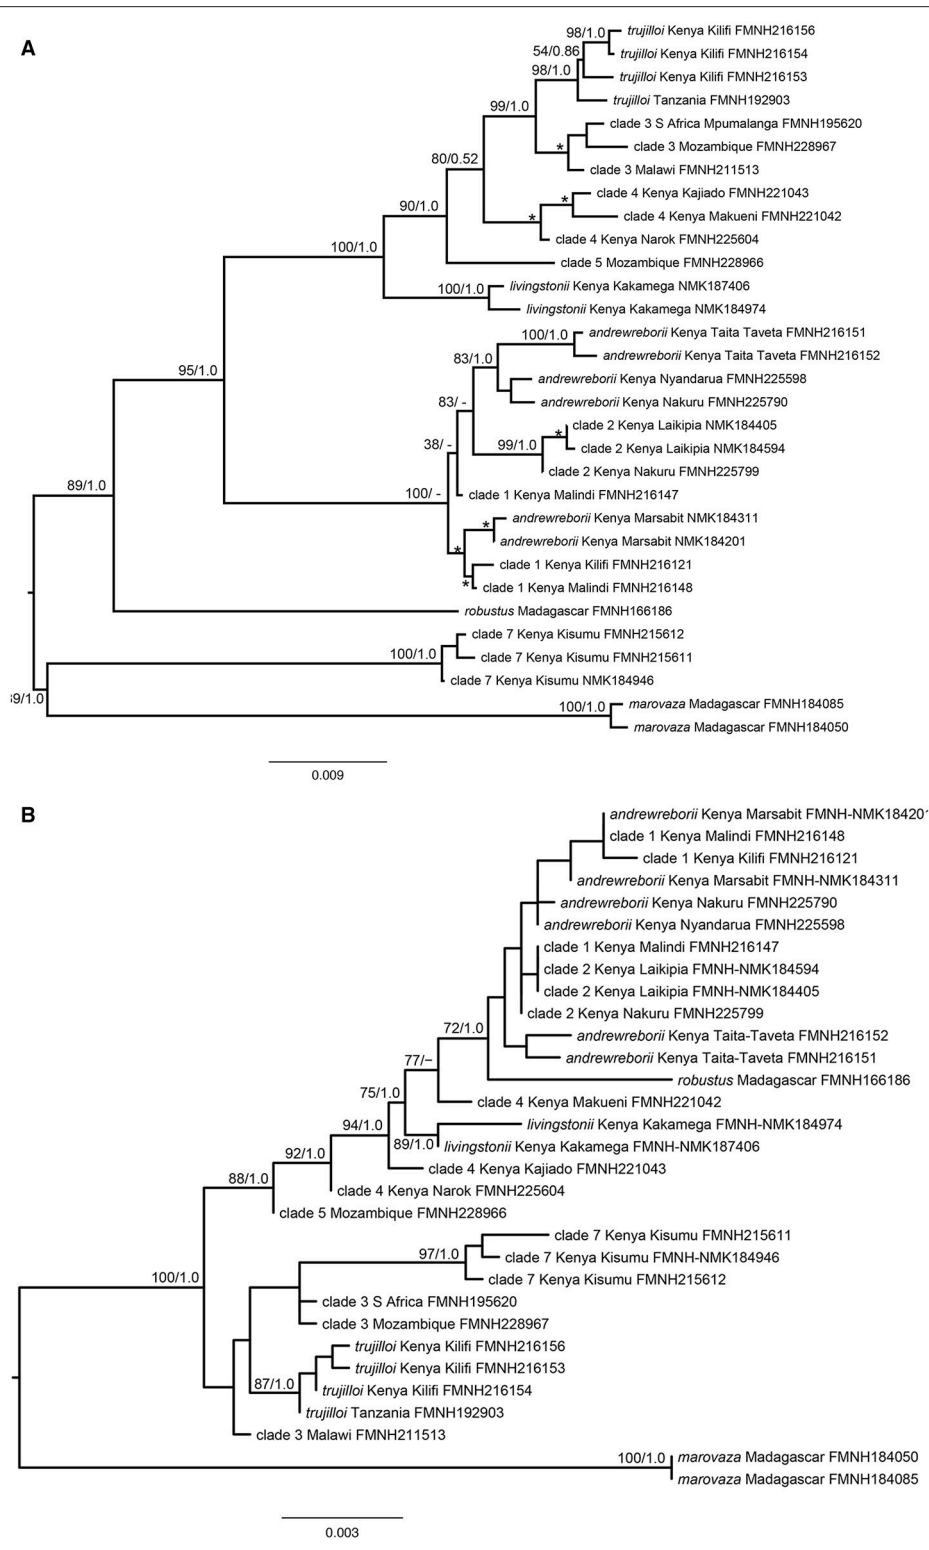 A
98/1.0
trujilloi Kenya Kilifi FMNH216156
54/0.86
trujilloi Kenya Kilifi FMNH216154
98/1.0
trujilloi Kenya Kilifi FMNH216153
trujilloi Tanzania FMNH192903
99/1.0
clade 3 S Africa Mpumalanga FMNH195620
*
clade 3 Mozambique FMNH228967
80/0.52
clade 3 Malawi FMNH211513
*
clade 4 Kenya Kajiado FMNH221043
90/1.0
*
clade 4 Kenya Makueni FMNH221042
clade 4 Kenya Narok FMNH225604
100/1.0
clade 5 Mozambique FMNH228966
100/1.0
livingstonii Kenya Kakamega NMK187406
livingstonii Kenya Kakamega NMK184974
100/1.0
andrewreborii Kenya Taita Taveta FMNH216151
83/1.0
andrewreborii Kenya Taita Taveta FMNH216152
95/1.0
andrewreborii Kenya Nyandarua FMNH225598
83/ -
andrewreborii Kenya Nakuru FMNH225790
*
clade 2 Kenya Laikipia NMK184405
38/ -
99/1.0
clade 2 Kenya Laikipia NMK184594
clade 2 Kenya Nakuru FMNH225799
89/1.0
100/ -
clade 1 Kenya Malindi FMNH216147
*
andrewreborii Kenya Marsabit NMK184311
andrewreborii Kenya Marsabit NMK184201
*
clade 1 Kenya Kilifi FMNH216121
*
clade 1 Kenya Malindi FMNH216148
robustus Madagascar FMNH166186
clade 7 Kenya Kisumu FMNH215612
100/1.0
clade 7 Kenya Kisumu FMNH215611
clade 7 Kenya Kisumu NMK184946
39/1.0
100/1.0
marovaza Madagascar FMNH184085
marovaza Madagascar FMNH184050
0.009
B
andrewreborii Kenya Marsabit FMNH-NMK184201
clade 1 Kenya Malindi FMNH216148
clade 1 Kenya Kilifi FMNH216121
andrewreborii Kenya Marsabit FMNH-NMK184311
andrewreborii Kenya Nakuru FMNH225790
andrewreborii Kenya Nyandarua FMNH225598
clade 1 Kenya Malindi FMNH216147
clade 2 Kenya Laikipia FMNH-NMK184594
clade 2 Kenya Laikipia FMNH-NMK184405
clade 2 Kenya Nakuru FMNH225799
72/1.0
andrewreborii Kenya Taita-Taveta FMNH216152
andrewreborii Kenya Taita-Taveta FMNH216151
77/–
robustus Madagascar FMNH166186
75/1.0
clade 4 Kenya Makueni FMNH221042
94/1.0
livingstonii Kenya Kakamega FMNH-NMK184974
89/1.0
livingstonii Kenya Kakamega FMNH-NMK187406
92/1.0
clade 4 Kenya Kajiado FMNH221043
88/1.0
clade 4 Kenya Narok FMNH225604
clade 5 Mozambique FMNH228966
clade 7 Kenya Kisumu FMNH215611
97/1.0
clade 7 Kenya Kisumu FMNH-NMK184946
100/1.0
clade 7 Kenya Kisumu FMNH215612
clade 3 S Africa FMNH195620
clade 3 Mozambique FMNH228967
trujilloi Kenya Kilifi FMNH216156
trujilloi Kenya Kilifi FMNH216153
87/1.0
trujilloi Kenya Kilifi FMNH216154
trujilloi Tanzania FMNH192903
clade 3 Malawi FMNH211513
100/1.0
marovaza Madagascar FMNH184050
marovaza Madagascar FMNH184085
0.003